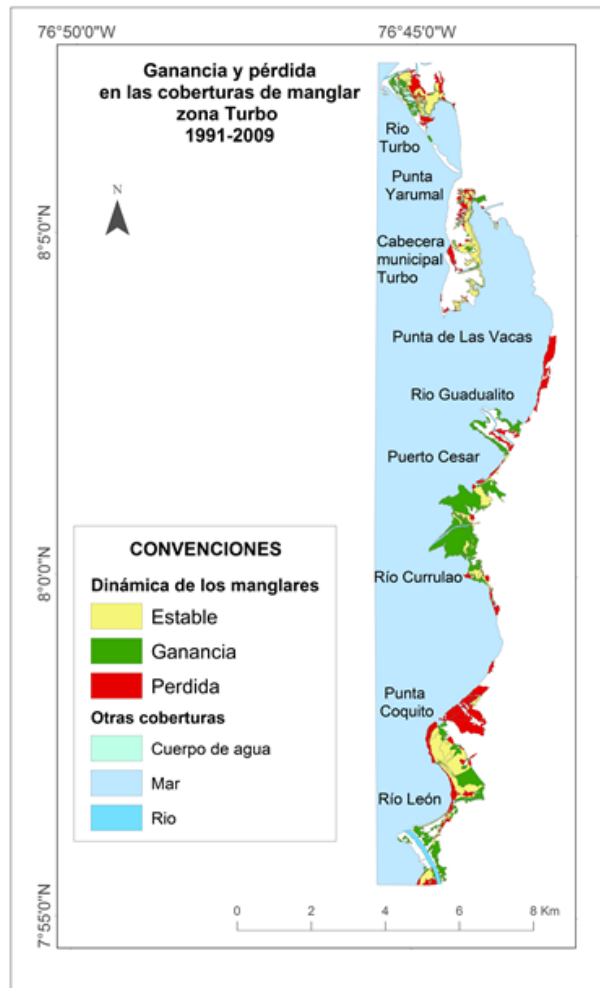 76°50'0"W
76°45'0"W
Ganancia y pérdida
en las coberturas de manglar
zona Turbo
1991-2009
N
8°5'0"N
8°0'0"N
7°55'0"N
Rio
Turbo
Punta
Yarumal
Cabecera
municipal
Turbo
Punta de Las Vacas
Rio Guadualito
Puerto Cesar
Río Currulao
Punta
Coquito
Río León
CONVENCIONES
Dinámica de los manglares
Estable
Ganancia
Perdida
Otras coberturas
Cuerpo de agua
Mar
Rio
0 2 4 6 8 Km